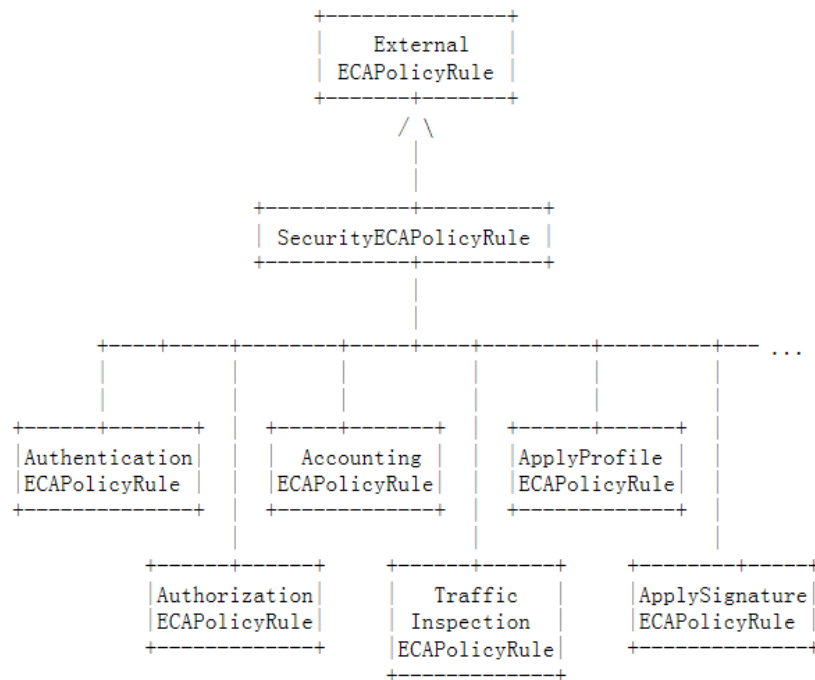 External
ECAPolicyRule
SecurityECAPolicyRule
...
Authentication
ECAPolicyRule
Accounting
ECAPolicyRule
ApplyProfile
ECAPolicyRule
Authorization
ECAPolicyRule
Traffic
Inspection
ECAPolicyRule
ApplySignature
ECAPolicyRule